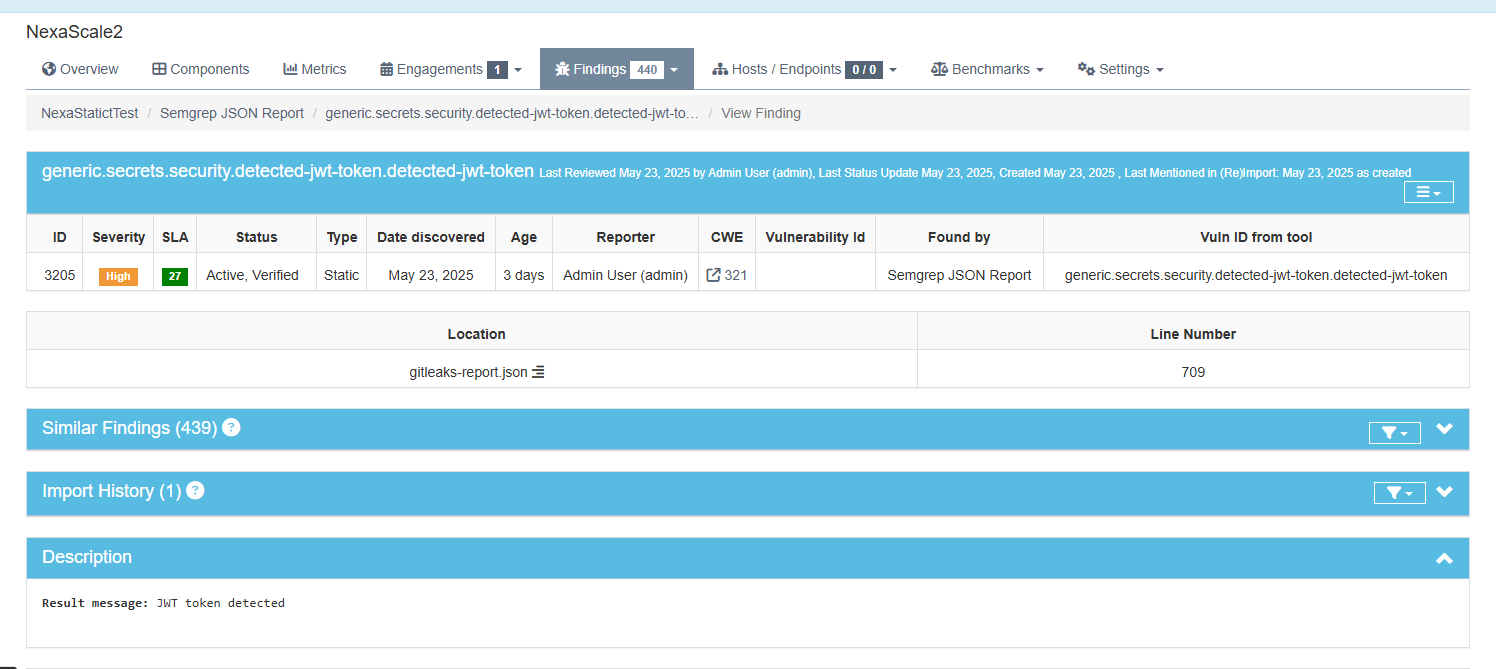 NexaScale2
Overview Components Metrics Engagements 1 Findings 440 Hosts / Endpoints 0 / 0 Benchmarks Settings
NexaStatictTest / Semgrep JSON Report / generic.secrets.security.detected-jwt-token.detected-jwt-to... / View Finding
generic.secrets.security.detected-jwt-token.detected-jwt-token Last Reviewed May 23, 2025 by Admin User (admin), Last Status Update May 23, 2025, Created May 23, 2025 , Last Mentioned in (Re)Import: May 23, 2025 as created
ID Severity SLA Status Type Date discovered Age Reporter CWE Vulnerability Id Found by Vuln ID from tool
3205 High 27 Active, Verified Static May 23, 2025 3 days Admin User (admin) 321 Semgrep JSON Report generic.secrets.security.detected-jwt-token.detected-jwt-token
Location Line Number
gitleaks-report.json 709
Similar Findings (439) ?
Import History (1) ?
Description
Result message: JWT token detected